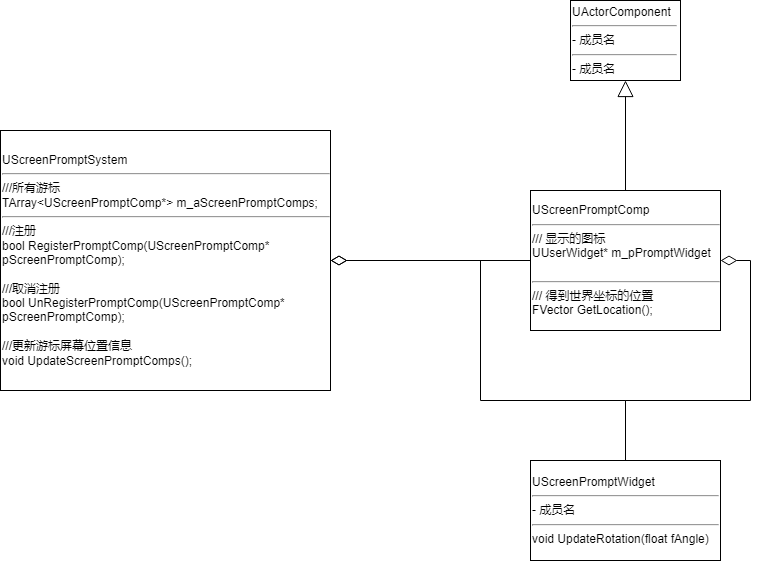 UActorComponent
- 成员名
- 成员名
UScreenPromptSystem
///所有游标
TArray<UScreenPromptComp*> m_aScreenPromptComps;
///注册
bool RegisterPromptComp(UScreenPromptComp*
pScreenPromptComp);
///取消注册
bool UnRegisterPromptComp(UScreenPromptComp*
pScreenPromptComp);
///更新游标屏幕位置信息
void UpdateScreenPromptComps();
UScreenPromptComp
/// 显示的图标
UUserWidget* m_pPromptWidget
/// 得到世界坐标的位置
FVector GetLocation();
UScreenPromptWidget
- 成员名
void UpdateRotation(float fAngle)